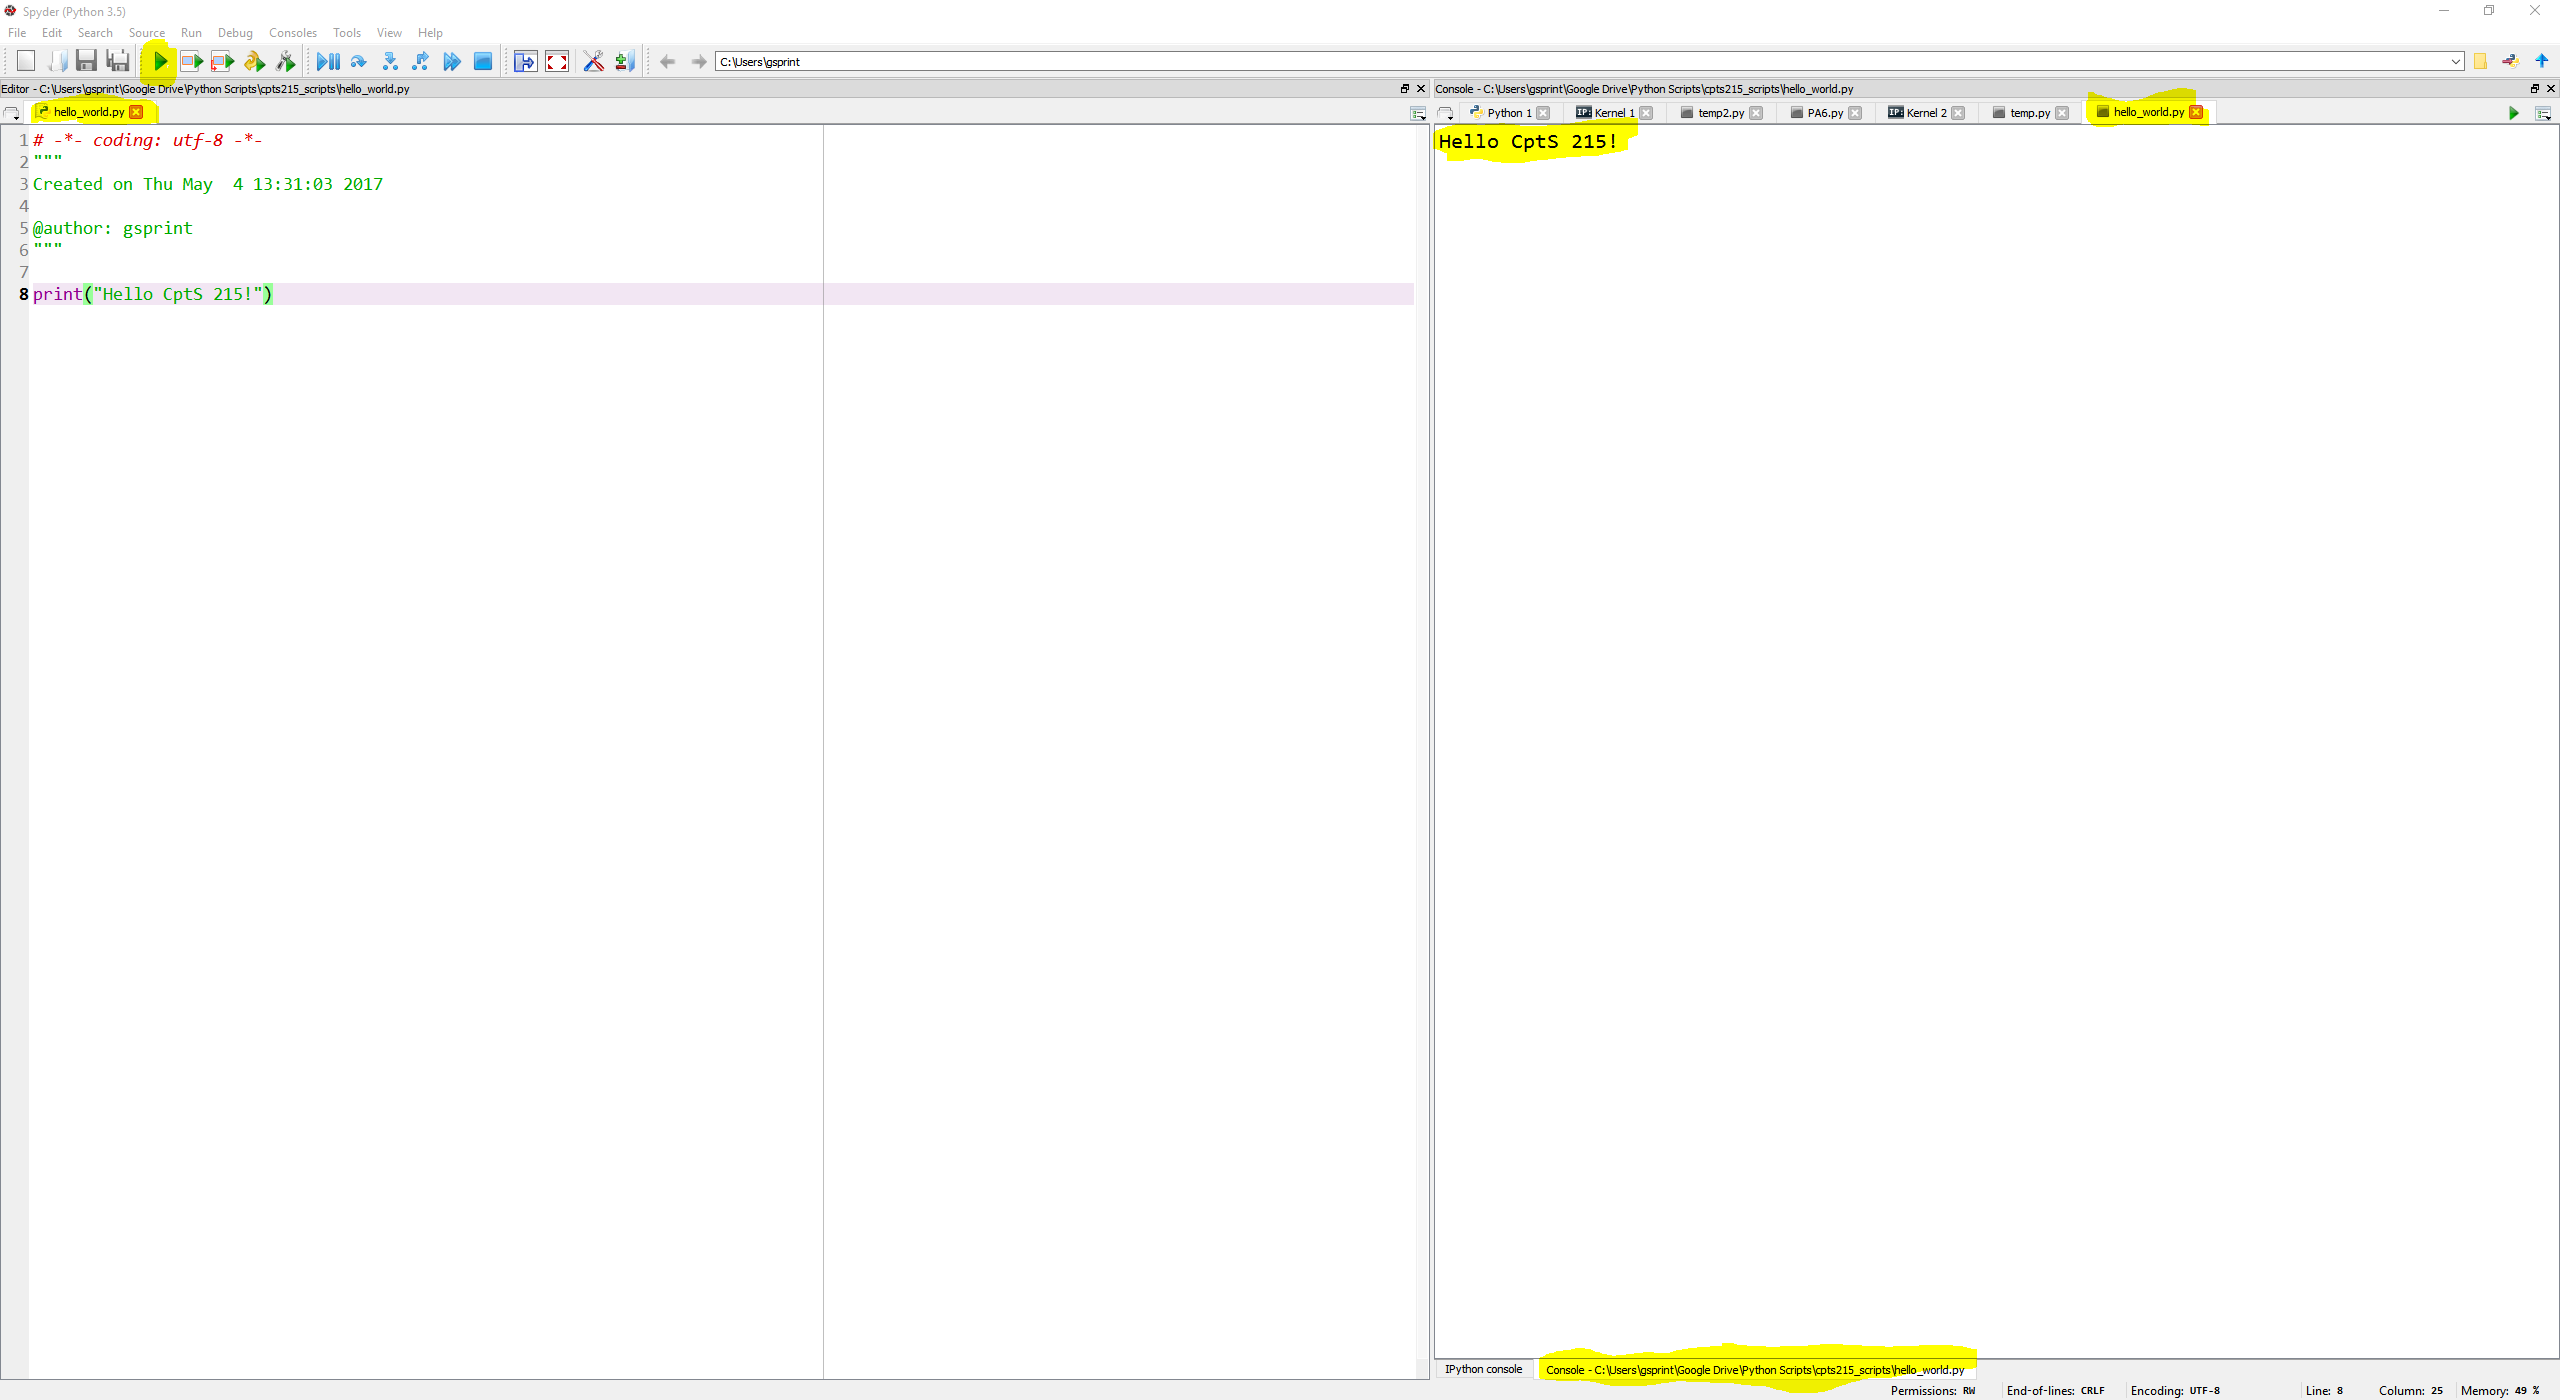 Spyder (Python 3.5)
File Edit Search Source Run Debug Consoles Tools View Help
C:\Users\gsprint
Editor - C:\Users\gsprint\Google Drive\Python Scripts\cpts215_scripts\hello_world.py
hello_world.py
1 # -*- coding: utf-8 -*-
2 """
3 Created on Thu May  4 13:31:03 2017
4
5 @author: gsprint
6 """
7
8 print("Hello CptS 215!")
Console - C:\Users\gsprint\Google Drive\Python Scripts\cpts215_scripts\hello_world.py
Python 1 IP: Kernel 1 temp2.py PA6.py IP: Kernel 2 temp.py hello_world.py
Hello CptS 215!
IPython console Console - C:\Users\gsprint\Google Drive\Python Scripts\cpts215_scripts\hello_world.py
Permissions: RW End-of-lines: CRLF Encoding: UTF-8 Line: 8 Column: 25 Memory: 49 %